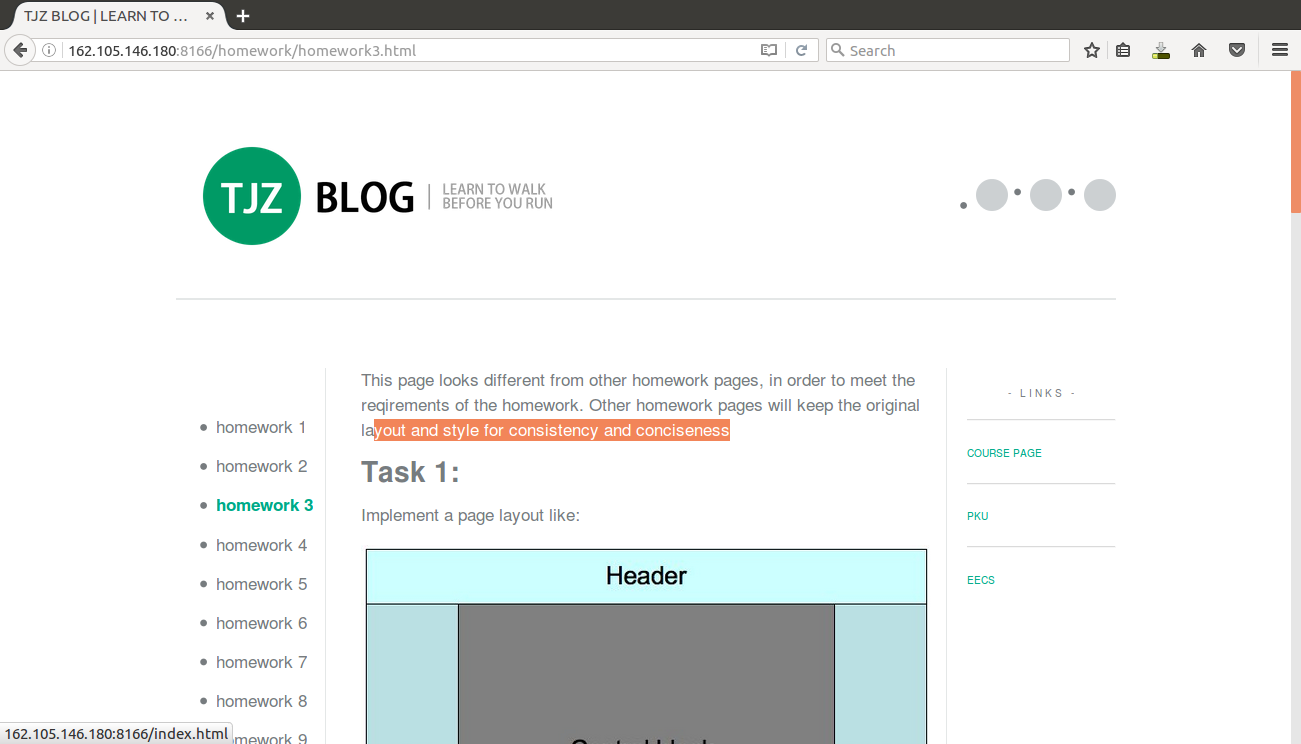 TJZ BLOG | LEARN TO ...
162.105.146.180:8166/homework/homework3.html
Search
TJZ BLOG
LEARN TO WALK
BEFORE YOU RUN
homework 1
homework 2
homework 3
homework 4
homework 5
homework 6
homework 7
homework 8
homework 9
This page looks different from other homework pages, in order to meet the
reqirements of the homework. Other homework pages will keep the original
layout and style for consistency and conciseness
Task 1:
Implement a page layout like:
Header
- LINKS -
COURSE PAGE
PKU
EECS
162.105.146.180:8166/index.html